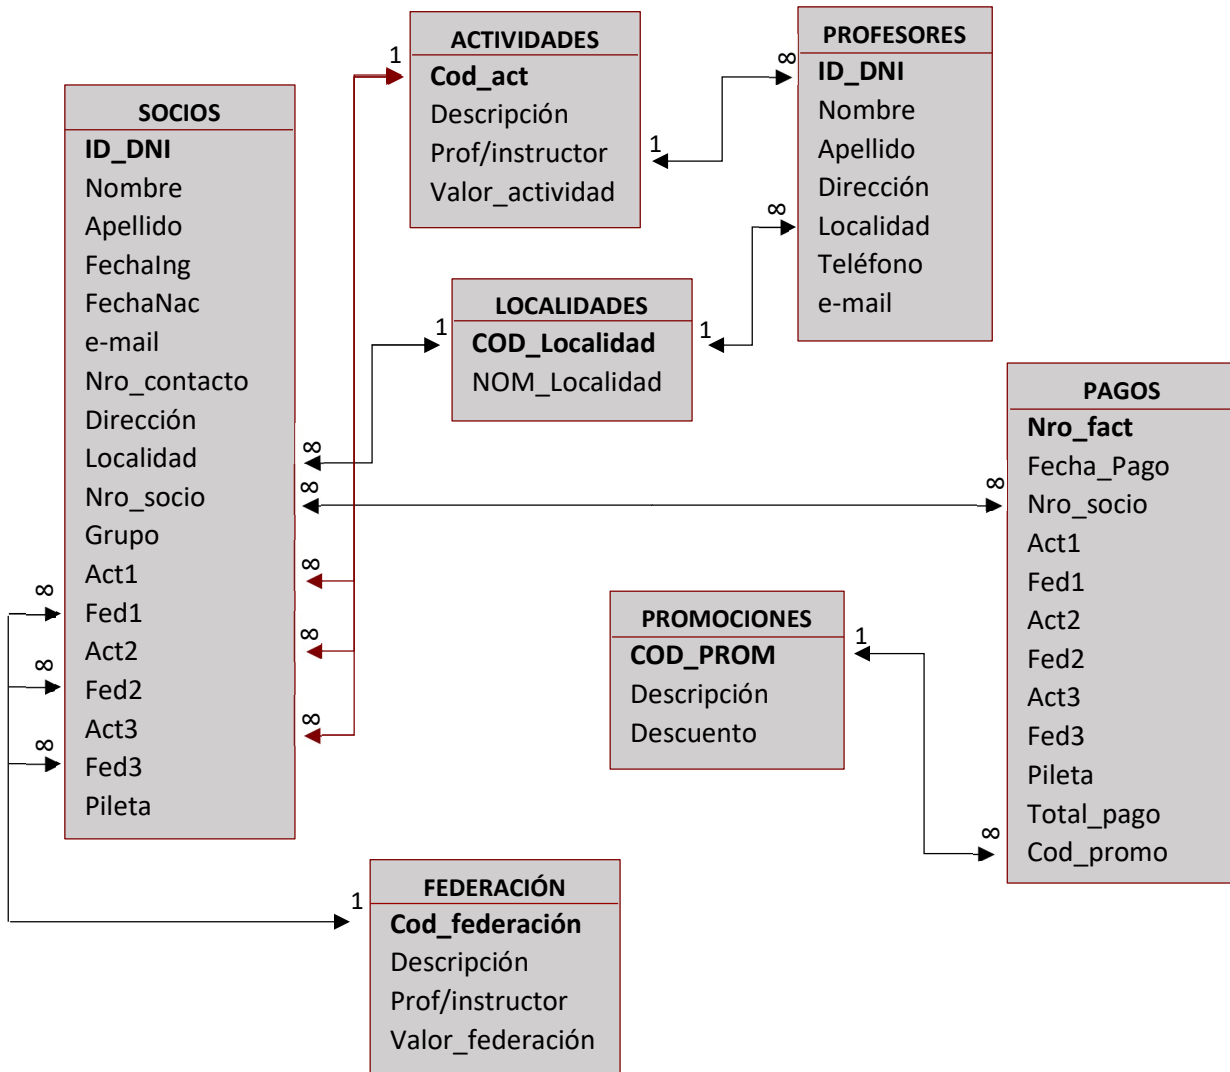 SOCIOS
ID_DNI
Nombre
Apellido
FechaIng
FechaNac
e-mail
Nro_contacto
Dirección
Localidad
Nro_socio
Grupo
Act1
Fed1
Act2
Fed2
Act3
Fed3
Pileta
∞
∞
∞
∞
∞
∞
∞
∞
1
ACTIVIDADES
Cod_act
Descripción
Prof/instructor
Valor_actividad
1
∞
PROFESORES
ID_DNI
Nombre
Apellido
Dirección
Localidad
Teléfono
e-mail
∞
1
LOCALIDADES
COD_Localidad
NOM_Localidad
1
PAGOS
Nro_fact
Fecha_Pago
Nro_socio
Act1
Fed1
Act2
Fed2
Act3
Fed3
Pileta
Total_pago
Cod_promo
∞
∞
PROMOCIONES
COD_PROM
Descripción
Descuento
1
1
FEDERACIÓN
Cod_federación
Descripción
Prof/instructor
Valor_federación